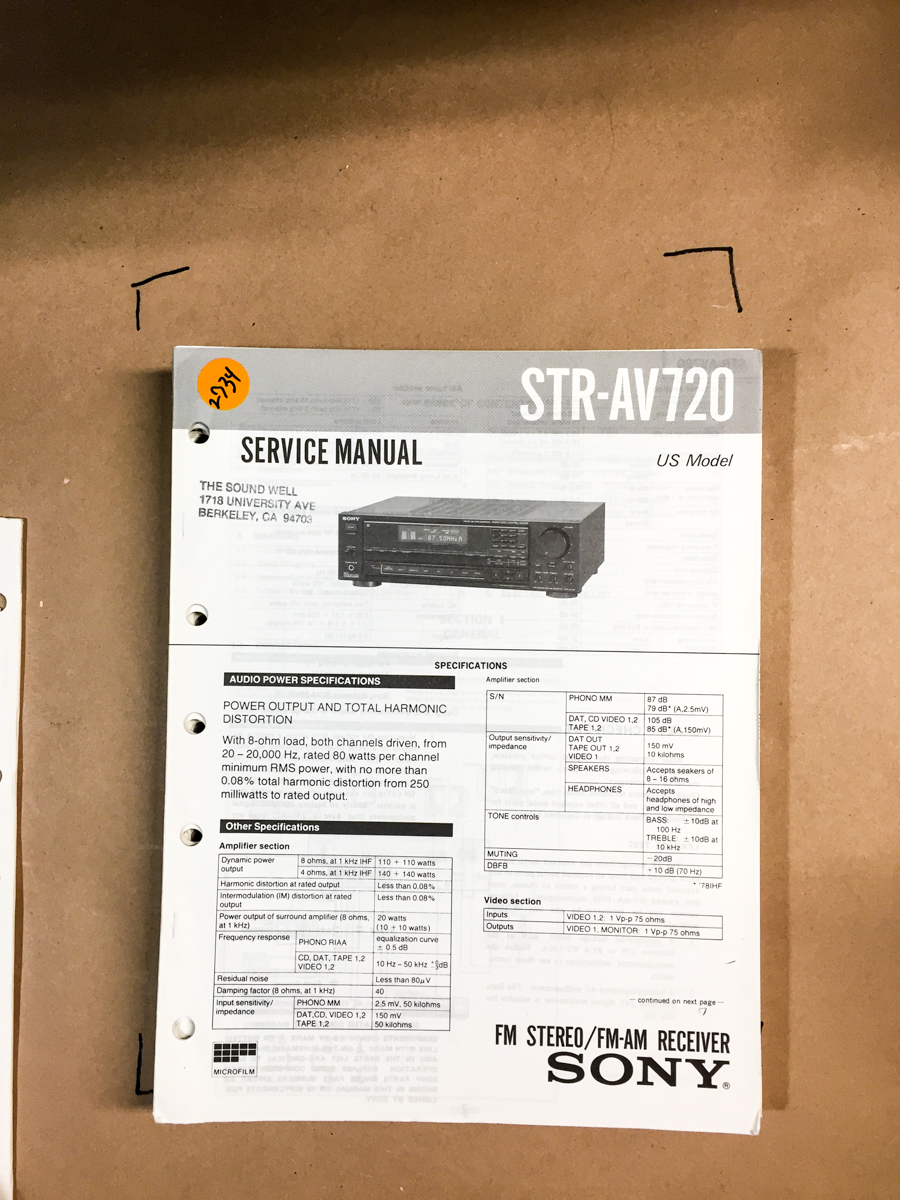 2734
STR-AV720
SERVICE MANUAL
US Model
THE SOUND WELL
1718 UNIVERSITY AVE
BERKELEY, CA 94703
SONY
SPECIFICATIONS
AUDIO POWER SPECIFICATIONS
POWER OUTPUT AND TOTAL HARMONIC
DISTORTION
With 8-ohm load, both channels driven, from
20 – 20,000 Hz, rated 80 watts per channel
minimum RMS power, with no more than
0.08% total harmonic distortion from 250
milliwatts to rated output.
Other Specifications
Amplifier section
Dynamic power output 8 ohms, at 1 kHz IHF 110 + 110 watts
4 ohms, at 1 kHz IHF 140 + 140 watts
Harmonic distortion at rated output Less than 0.08%
Intermodulation (IM) distortion at rated Less than 0.08%
output
Power output of surround amplifier (8 ohms, 20 watts
at 1 kHz) (10 + 10 watts)
Frequency response PHONO RIAA equalization curve
± 0.5 dB
CD, DAT, TAPE 1,2 10 Hz – 50 kHz dB
VIDEO 1,2
Residual noise Less than 80µV
Damping factor (8 ohms, at 1 kHz) 40
Input sensitivity/ PHONO MM 2.5 mV, 50 kilohms
impedance DAT,CD, VIDEO 1,2 150 mV
TAPE 1,2 50 kilohms
MICROFILM
Amplifier section
S/N PHONO MM 87 dB
79 dB* (A,2.5mV)
DAT, CD VIDEO 1,2 105 dB
TAPE 1,2 85 dB* (A,150mV)
Output sensitivity/ DAT OUT
impedance TAPE OUT 1,2 150 mV
VIDEO 1 10 kilohms
SPEAKERS Accepts seakers of
8 – 16 ohms
HEADPHONES Accepts
headphones of high
and low impedance
TONE controls BASS: ±10dB at
100 Hz
TREBLE: ±10dB at
10 kHz
MUTING –20dB
DBFB +10 dB (70 Hz)
* '78IHF
Video section
Inputs VIDEO 1,2: 1 Vp-p 75 ohms
Outputs VIDEO 1, MONITOR: 1 Vp-p 75 ohms
— continued on next page —
FM STEREO/FM-AM RECEIVER
SONY®